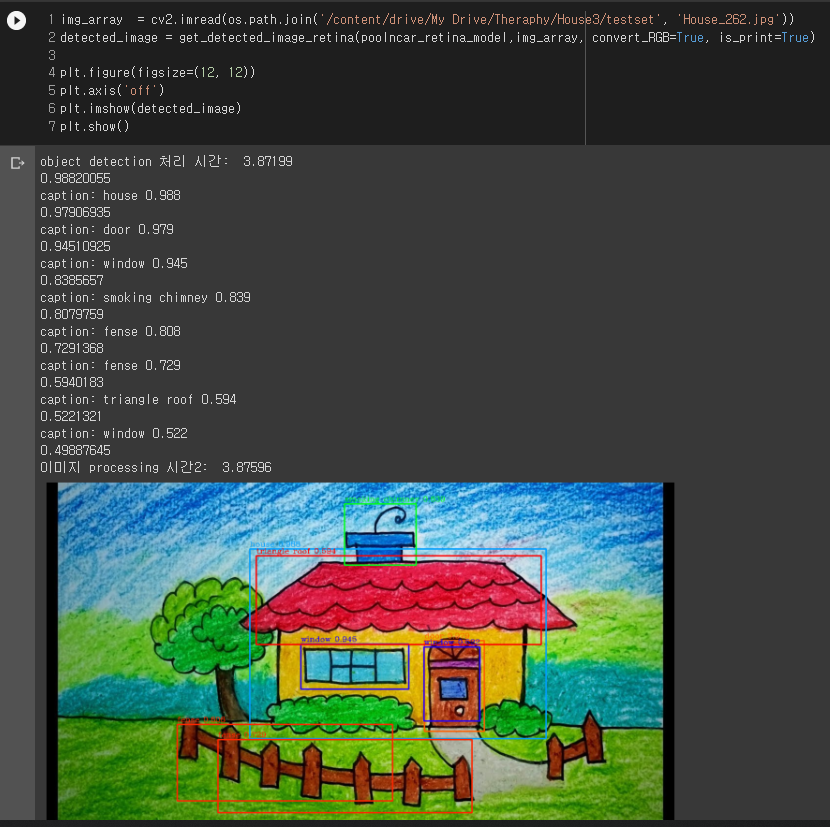 1 img_array = cv2.imread(os.path.join('/content/drive/My Drive/Theraphy/House3/testset', 'House_262.jpg'))
2 detected_image = get_detected_image_retina(poolncar_retina_model,img_array, convert_RGB=True, is_print=True)
3
4 plt.figure(figsize=(12, 12))
5 plt.axis('off')
6 plt.imshow(detected_image)
7 plt.show()
object detection 처리 시간: 3.87199
0.98820055
caption: house 0.988
0.97906935
caption: door 0.979
0.94510925
caption: window 0.945
0.8385657
caption: smoking chimney 0.839
0.8079759
caption: fense 0.808
0.7291368
caption: fense 0.729
0.5940183
caption: triangle roof 0.594
0.5221321
caption: window 0.522
0.49887645
이미지 processing 시간2: 3.87596
triangle roof 0.594
window 0.945